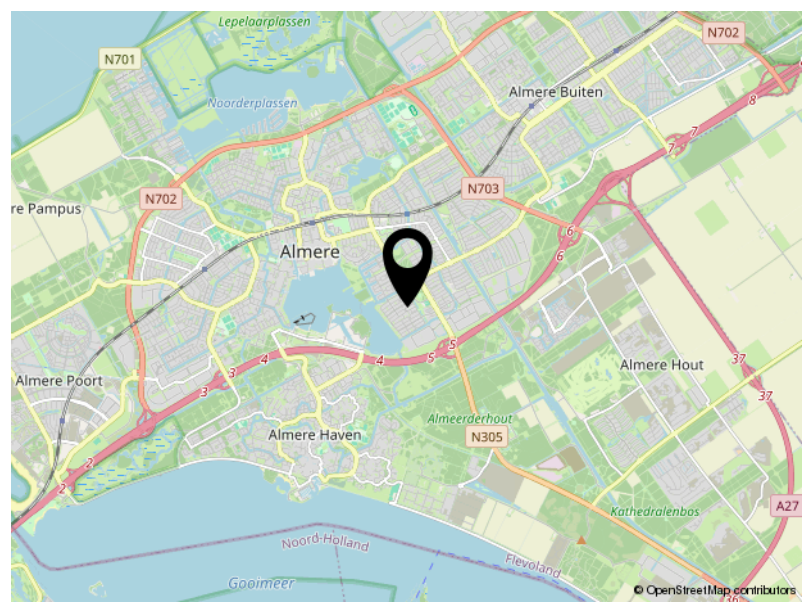 Lepelaarplassen
N702
N701
8
Almere Buiten
Noorderplassen
7
7
N703
N702
re Pampus
6
Almere
6
5
4
4
5
37
3
Almere Hout
Almere Poort
3
37
Almeerderhout
Almere Haven
N305
2
2
A27
Kathedralenbos
Noord-Holland
Flevoland
Gooimeer
© OpenStreetMap contributors
36